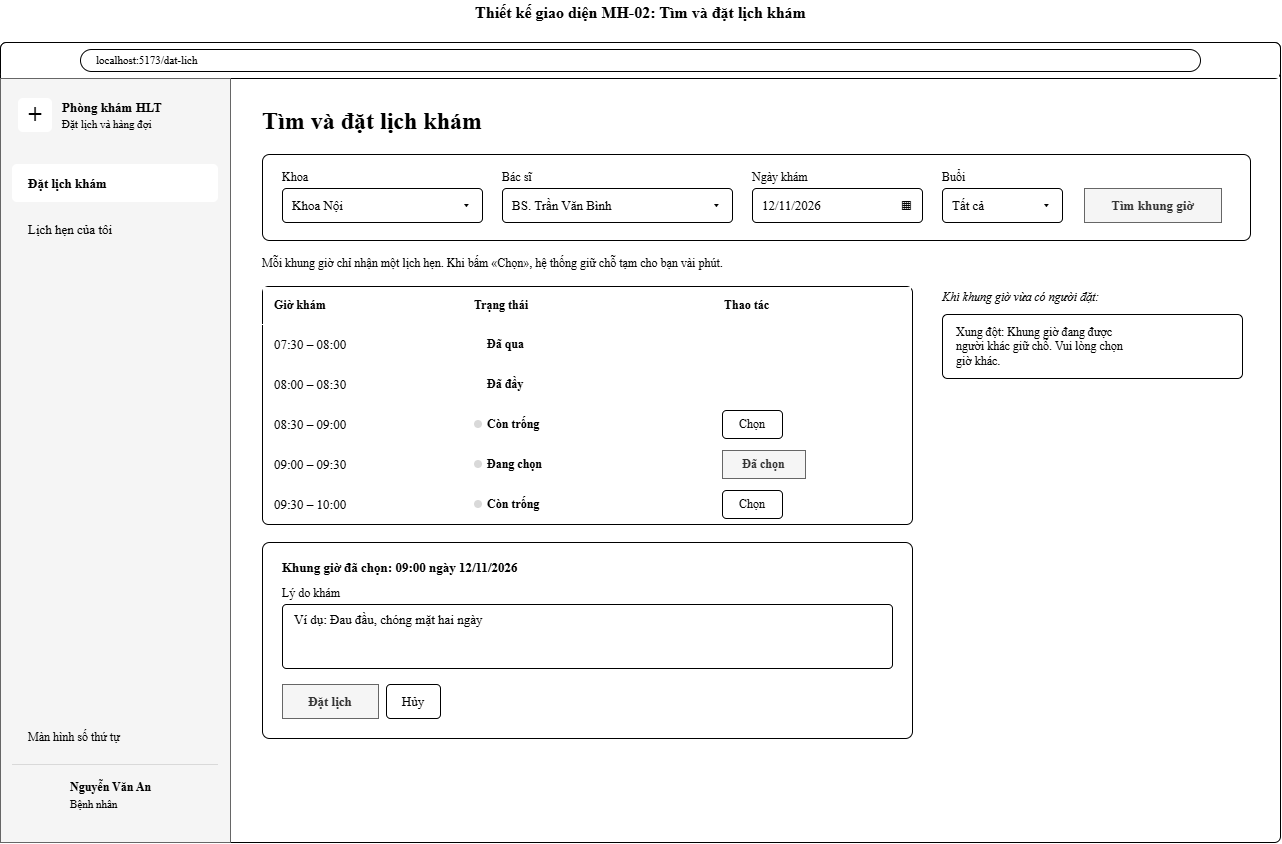 Thiết kế giao diện MH-02: Tìm và đặt lịch khám
localhost:5173/dat-lich
Phòng khám HLT
Đặt lịch và hàng đợi
Đặt lịch khám
Lịch hẹn của tôi
Màn hình số thứ tự
Nguyễn Văn An
Bệnh nhân
Tìm và đặt lịch khám
Khoa
Bác sĩ
Ngày khám
Buổi
Khoa Nội
BS. Trần Văn Bình
12/11/2026
Tất cả
Tìm khung giờ
Mỗi khung giờ chỉ nhận một lịch hẹn. Khi bấm «Chọn», hệ thống giữ chỗ tạm cho bạn vài phút.
Giờ khám Trạng thái Thao tác
07:30 – 08:00 Đã qua
08:00 – 08:30 Đã đầy
08:30 – 09:00 Còn trống Chọn
09:00 – 09:30 Đang chọn Đã chọn
09:30 – 10:00 Còn trống Chọn
Khi khung giờ vừa có người đặt:
Xung đột: Khung giờ đang được
người khác giữ chỗ. Vui lòng chọn
giờ khác.
Khung giờ đã chọn: 09:00 ngày 12/11/2026
Lý do khám
Ví dụ: Đau đầu, chóng mặt hai ngày
Đặt lịch
Hủy